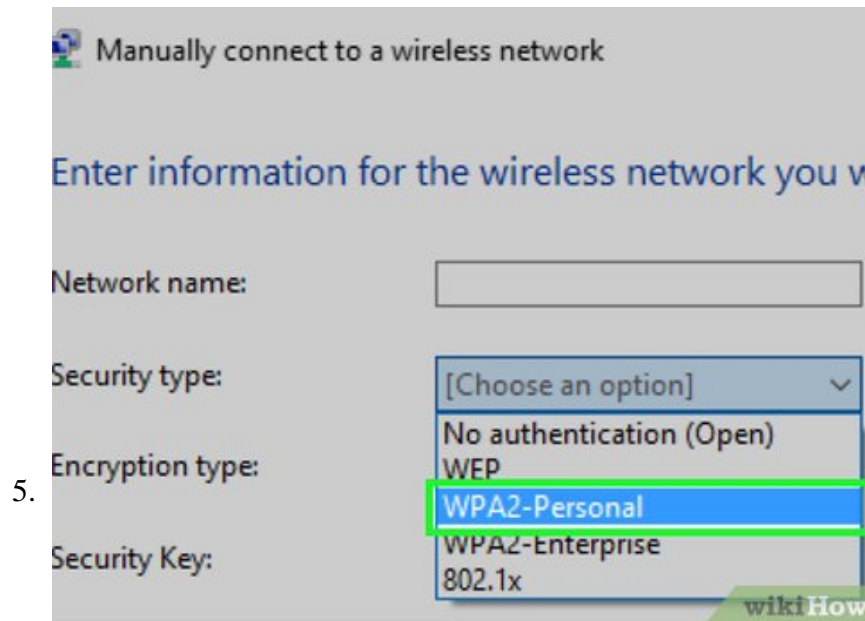 Manually connect to a wireless network
Enter information for the wireless network you
Network name:
Security type:
[Choose an option]
No authentication (Open)
Encryption type:
WEP
5.
WPA2-Personal
WPA2-Enterprise
Security Key:
802.1x
wikiHow